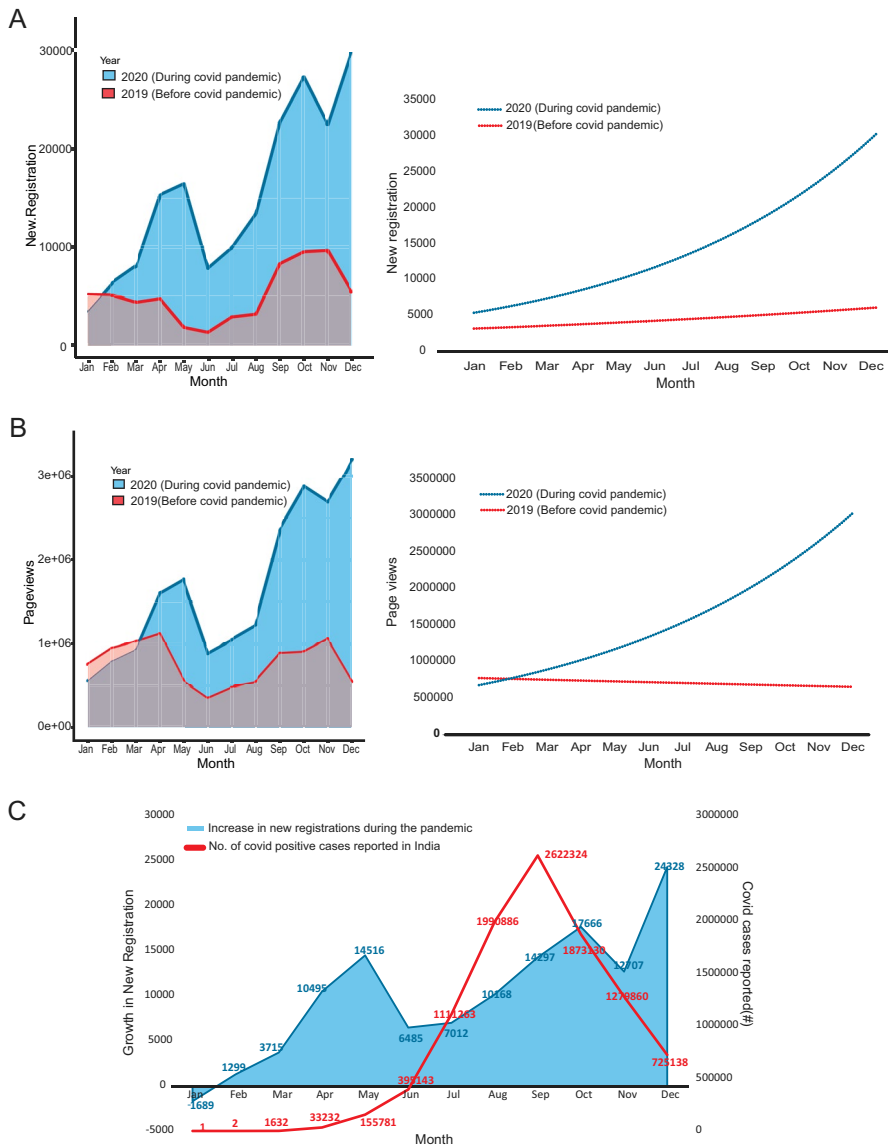 A
30000
10000
0
New.Registration
Year
2020 (During covid pandemic)
2019 (Before covid pandemic)
Jan Feb Mar Apr May Jun Jul Aug Sep Oct Nov Dec
Month
35000
30000
25000
20000
15000
10000
5000
0
New registration
2020 (During covid pandemic)
2019(Before covid pandemic)
Jan Feb Mar Apr May Jun Jul Aug Sep Oct Nov Dec
Month
B
3e+06
2e+06
1e+06
0e+00
Pageviews
Year
2020 (During covid pandemic)
2019(Before covid pandemic)
Jan Feb Mar Apr May Jun Jul Aug Sep Oct Nov Dec
Month
3500000
3000000
2500000
2000000
1500000
1000000
500000
0
Page views
2020 (During covid pandemic)
2019 (Before covid pandemic)
Jan Feb Mar Apr May Jun Jul Aug Sep Oct Nov Dec
Month
C
30000
25000
20000
15000
10000
5000
0
-5000
Growth in New Registration
Increase in new registrations during the pandemic
No. of covid positive cases reported in India
-1689
1299
3715
10495
14516
6485
7012
10168
14297
17666
12707
24328
1
2
1632
33232
155781
395143
1111263
1990886
2622324
1873130
1279860
725138
Jan Feb Mar Apr May Jun Jul Aug Sep Oct Nov Dec
Month
3000000
2500000
2000000
1500000
1000000
500000
0
Covid cases reported(#)